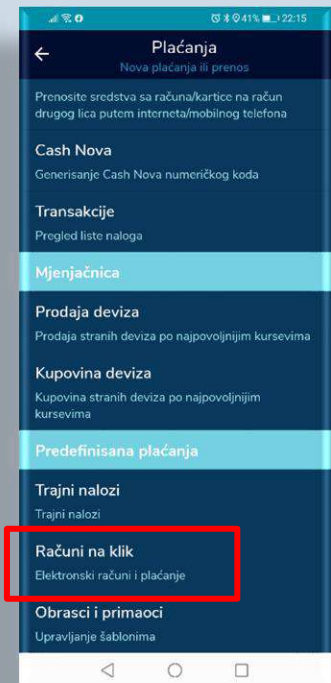 41% 22:15
Plaćanja
Nova plaćanja ili prenos
Prenosite sredstva sa računa/kartice na račun
drugog lica putem interneta/mobilnog telefona
Cash Nova
Generisanje Cash Nova numeričkog koda
Transakcije
Pregled liste naloga
Mjenjačnica
Prodaja deviza
Prodaja stranih deviza po najpovoljnijim kursevima
Kupovina deviza
Kupovina stranih deviza po najpovoljnijim
kursevima
Predefinisana plaćanja
Trajni nalozi
Trajni nalozi
Računi na klik
Elektronski računi i plaćanje
Obrasci i primaoci
Upravljanje šablonima